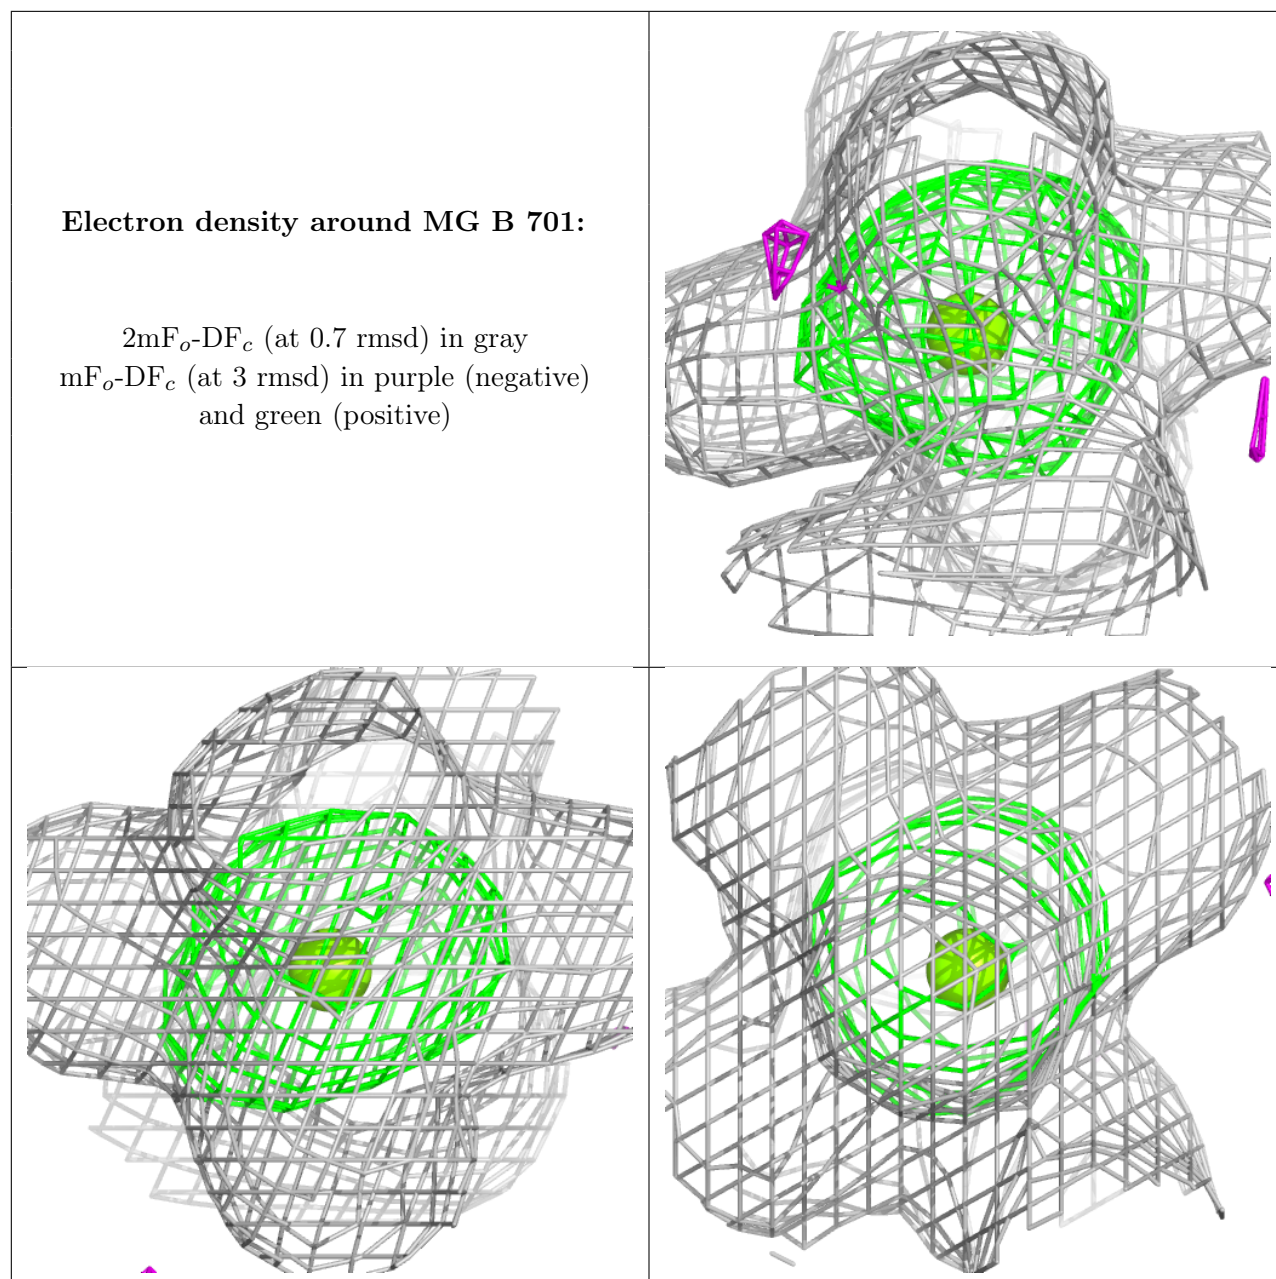 Electron density around MG B 701:
2mFo-DFc (at 0.7 rmsd) in gray
mFo-DFc (at 3 rmsd) in purple (negative)
and green (positive)